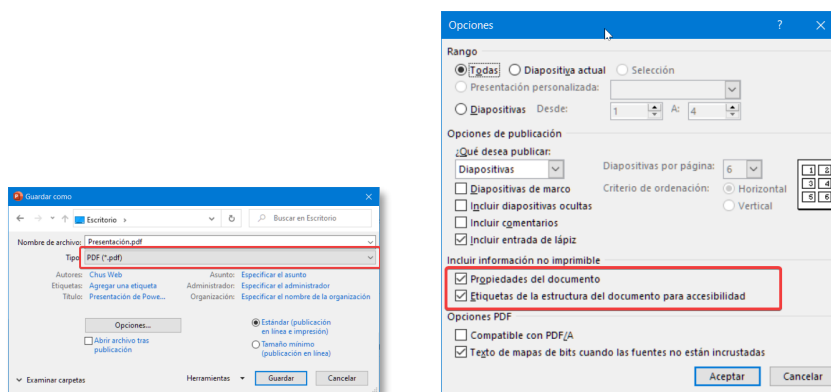 Guardar como
Escritorio
Buscar en Escritorio
Nombre de archivo: Presentación.pdf
Tipo: PDF (*.pdf)
Autores: Chus Web Asunto: Especificar el asunto
Etiquetas: Agregar una etiqueta Administrador: Especificar el administrador
Título: Presentación de Powe... Organización: Especificar el nombre de la organización
Opciones...
Abrir archivo tras
publicación
Estándar (publicación
en línea e impresión)
Tamaño mínimo
(publicación en línea)
Examinar carpetas Herramientas Guardar Cancelar
Opciones ?
Rango
Todas Diapositiva actual Selección
Presentación personalizada:
Diapositivas Desde: 1 A: 4
Opciones de publicación
¿Qué desea publicar:
Diapositivas Diapositivas por página: 6
Diapositivas de marco Criterio de ordenación: Horizontal
Incluir diapositivas ocultas Vertical
Incluir comentarios
Incluir entrada de lápiz
1 2
3 4
5 6
Incluir información no imprimible
Propiedades del documento
Etiquetas de la estructura del documento para accesibilidad
Opciones PDF
Compatible con PDF/A
Texto de mapas de bits cuando las fuentes no están incrustadas
Aceptar Cancelar